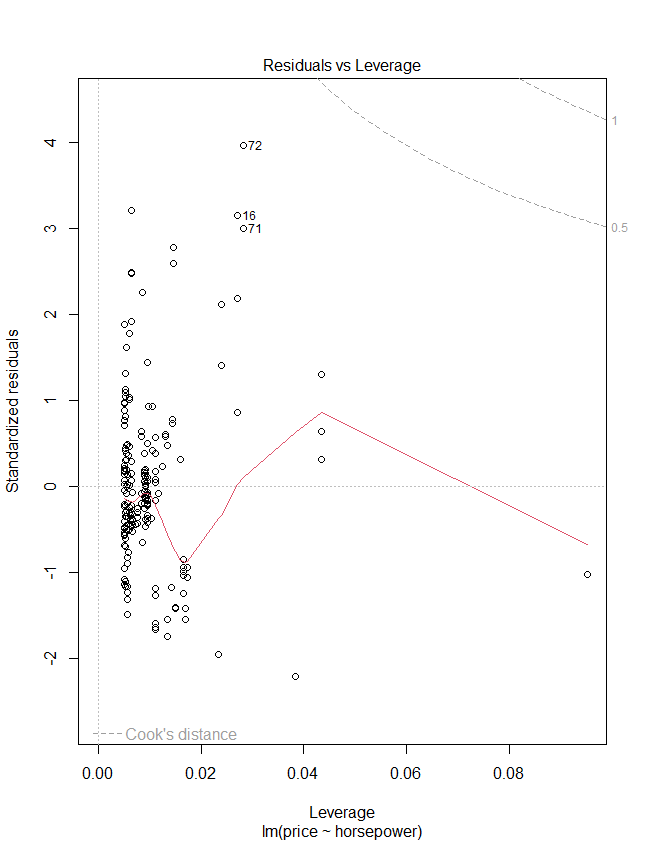 Residuals vs Leverage
Standardized residuals
4
3
2
1
0
-1
-2
72
16
71
1
0.5
Cook's distance
0.00 0.02 0.04 0.06 0.08
Leverage
lm(price ~ horsepower)